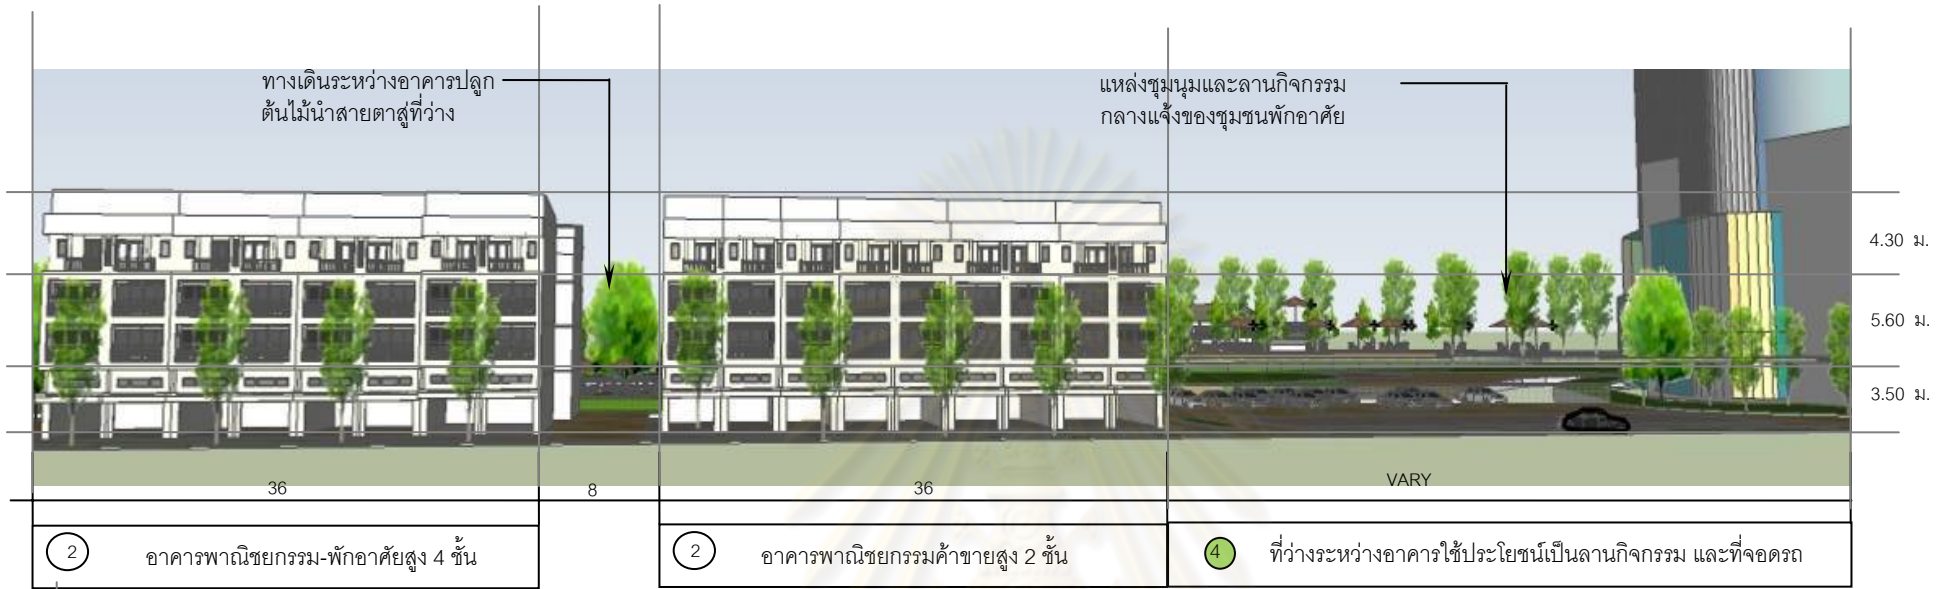 ทางเดินระหว่างอาคารปลูก
ต้นไม้นำสายตาสู่ที่ว่าง
แหล่งชุมนุมและลานกิจกรรม
กลางแจ้งของชุมชนพักอาศัย
4.30 ม.
5.60 ม.
3.50 ม.
36
8
36
VARY
2 อาคารพาณิชยกรรม-พักอาศัยสูง 4 ชั้น
2 อาคารพาณิชยกรรมค้าขายสูง 2 ชั้น
4 ที่ว่างระหว่างอาคารใช้ประโยชน์เป็นลานกิจกรรม และที่จอดรถ